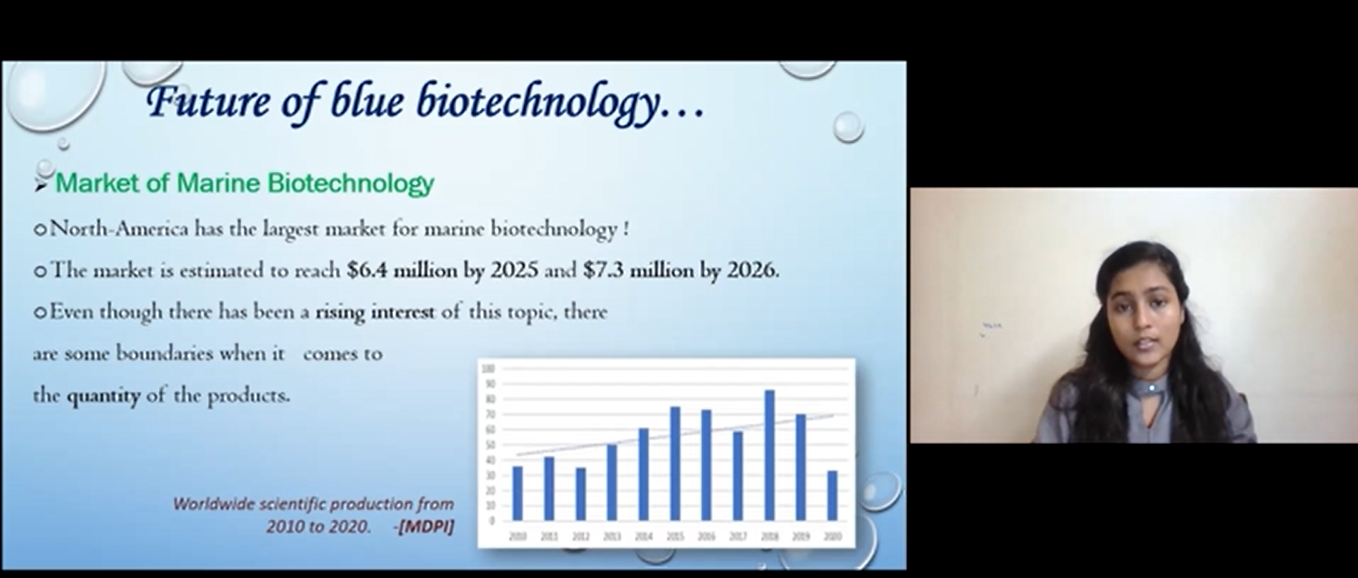 Future of blue biotechnology...
➤Market of Marine Biotechnology
oNorth-America has the largest market for marine biotechnology !
oThe market is estimated to reach $6.4 million by 2025 and $7.3 million by 2026.
oEven though there has been a rising interest of this topic, there
are some boundaries when it comes to
the quantity of the products.
100
90
80
70
60
50
40
30
20
10
0
2010 2011 2012 2013 2014 2015 2016 2017 2018 2019 2020
Worldwide scientific production from
2010 to 2020. -[MDPI]